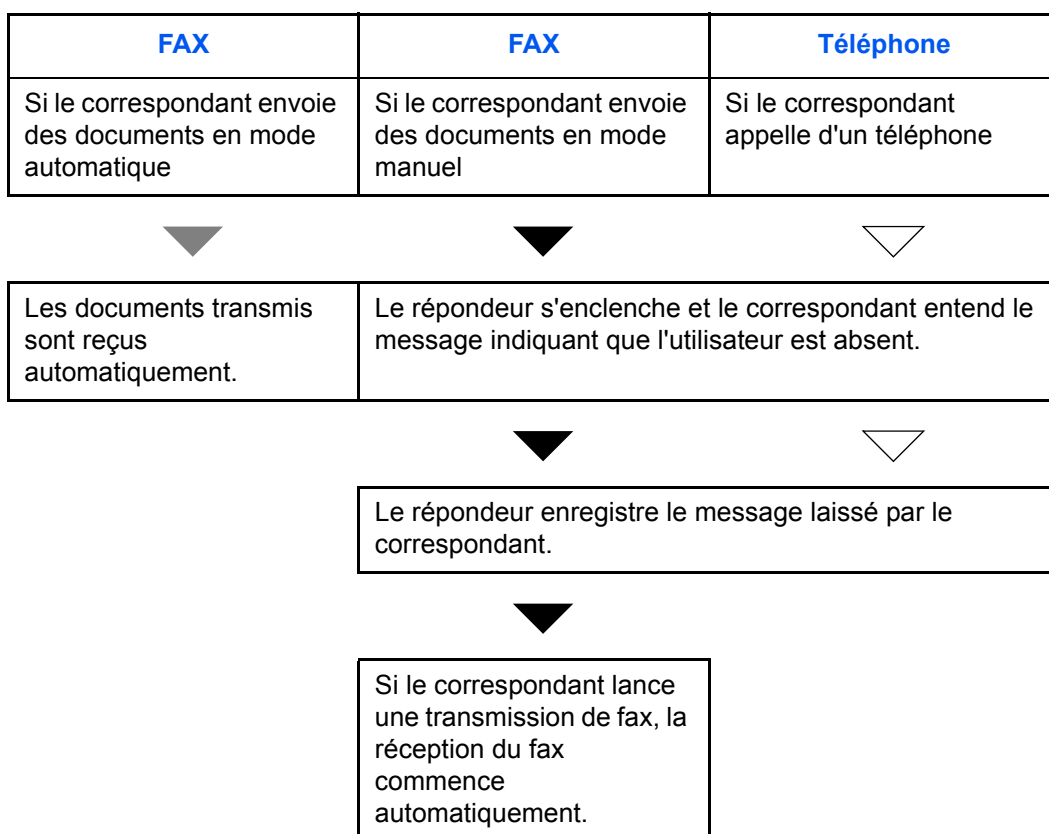 FAX
FAX
Téléphone
Si le correspondant envoie
des documents en mode
automatique
Si le correspondant envoie
des documents en mode
manuel
Si le correspondant
appelle d'un téléphone
Les documents transmis
sont reçus
automatiquement.
Le répondeur s'enclenche et le correspondant entend le
message indiquant que l'utilisateur est absent.
Le répondeur enregistre le message laissé par le
correspondant.
Si le correspondant lance
une transmission de fax, la
réception du fax
commence
automatiquement.